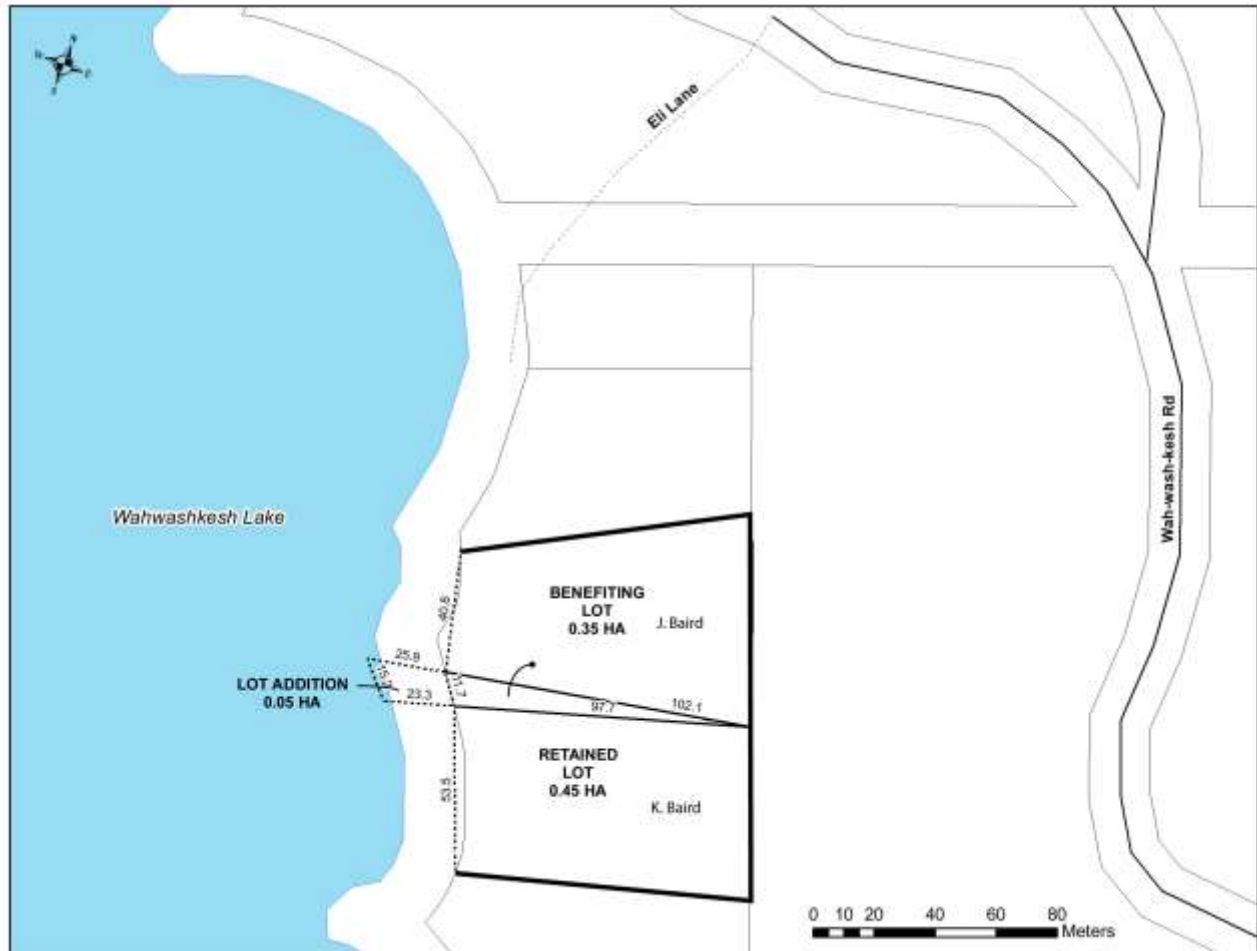 N
W
E
S
Eli Lane
Wah-wash-kesh Rd
Wahwashkesh Lake
BENEFITING
LOT
0.35 HA
J. Baird
40.8
25.8
11.7
LOT ADDITION
0.05 HA
23.3
97.7
102.1
RETAINED
LOT
0.45 HA
K. Baird
53.5
0 10 20 40 60 80
Meters